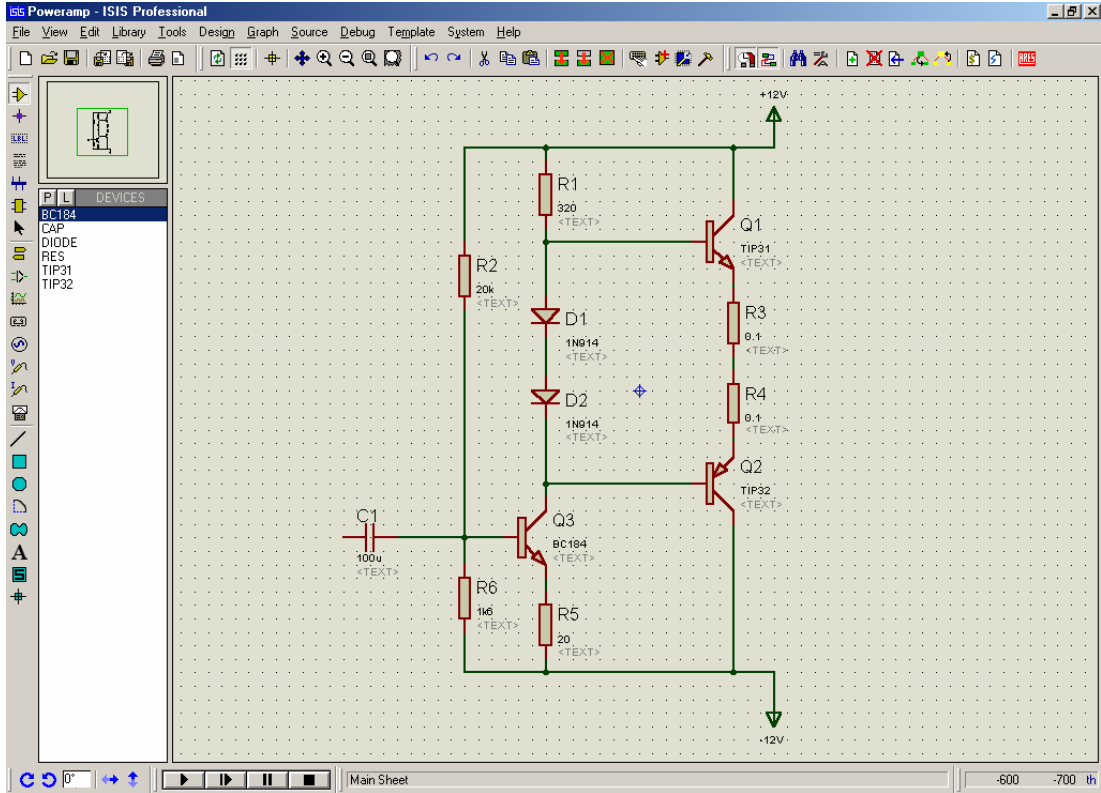 ISIS Poweramp - ISIS Professional
File View Edit Library Tools Design Graph Source Debug Template System Help
LBL
P L DEVICES
BC184
CAP
DIODE
RES
TIP31
TIP32
A
+12V
R1
320
<TEXT>
Q1
TIP31
<TEXT>
R2
20k
<TEXT>
R3
0.1
<TEXT>
D1
1N914
<TEXT>
R4
0.1
<TEXT>
D2
1N914
<TEXT>
Q2
TIP32
<TEXT>
C1
100u
<TEXT>
Q3
BC184
<TEXT>
R6
1k6
<TEXT>
R5
20
<TEXT>
-12V
0°
Main Sheet
-600 -700 th